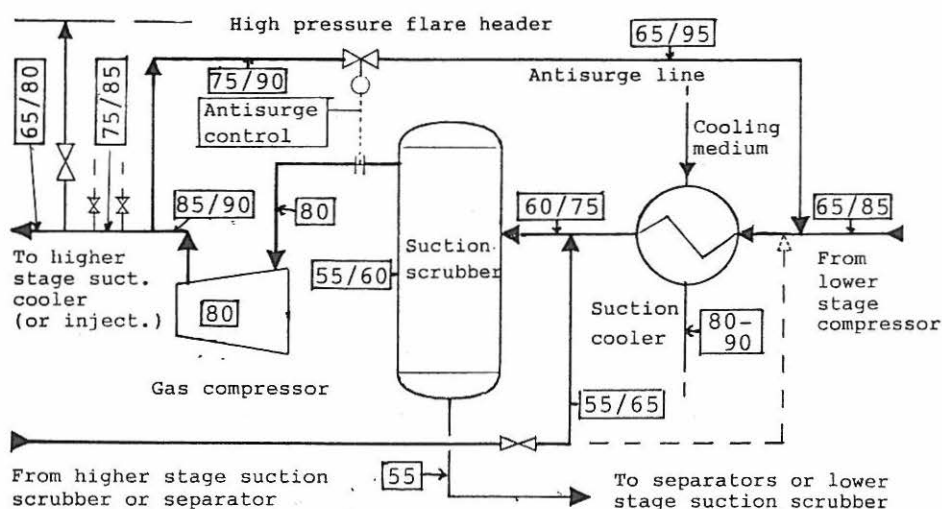 High pressure flare header
65/95
75/90
Antisurge line
65/80
75/85
Antisurge
control
Cooling
medium
85/90
80
60/75
65/85
To higher
stage suct.
cooler
(or inject.)
80
55/60
Suction
scrubber
From
lower
stage
compressor
Suction
cooler
80-
90
Gas compressor
55/65
From higher stage suction
scrubber or separator
55
To separators or lower
stage suction scrubber